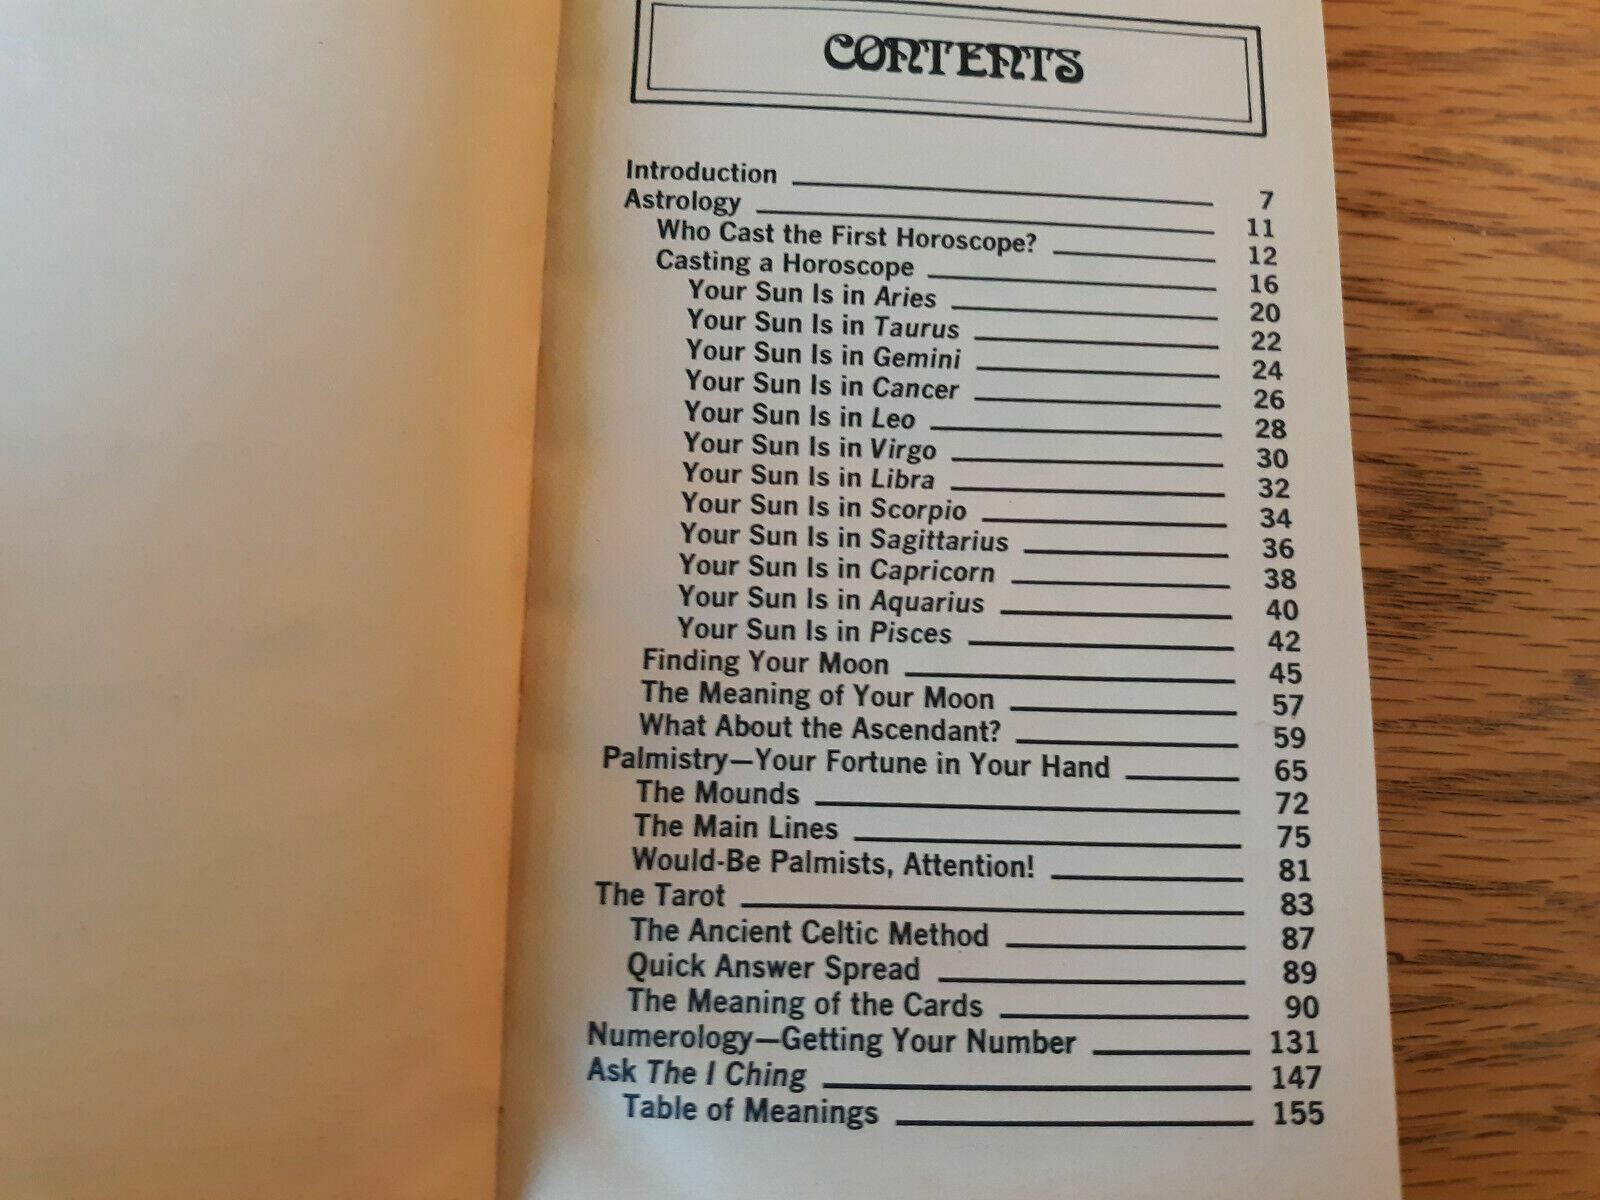 CONTENTS
Introduction 7
Astrology 11
Who Cast the First Horoscope? 12
Casting a Horoscope 16
Your Sun Is in Aries 20
Your Sun Is in Taurus 22
Your Sun Is in Gemini 24
Your Sun Is in Cancer 26
Your Sun Is in Leo 28
Your Sun Is in Virgo 30
Your Sun Is in Libra 32
Your Sun Is in Scorpio 34
Your Sun Is in Sagittarius 36
Your Sun Is in Capricorn 38
Your Sun Is in Aquarius 40
Your Sun Is in Pisces 42
Finding Your Moon 45
The Meaning of Your Moon 57
What About the Ascendant? 59
Palmistry—Your Fortune in Your Hand 65
The Mounds 72
The Main Lines 75
Would-Be Palmists, Attention! 81
The Tarot 83
The Ancient Celtic Method 87
Quick Answer Spread 89
The Meaning of the Cards 90
Numerology—Getting Your Number 131
Ask The I Ching 147
Table of Meanings 155